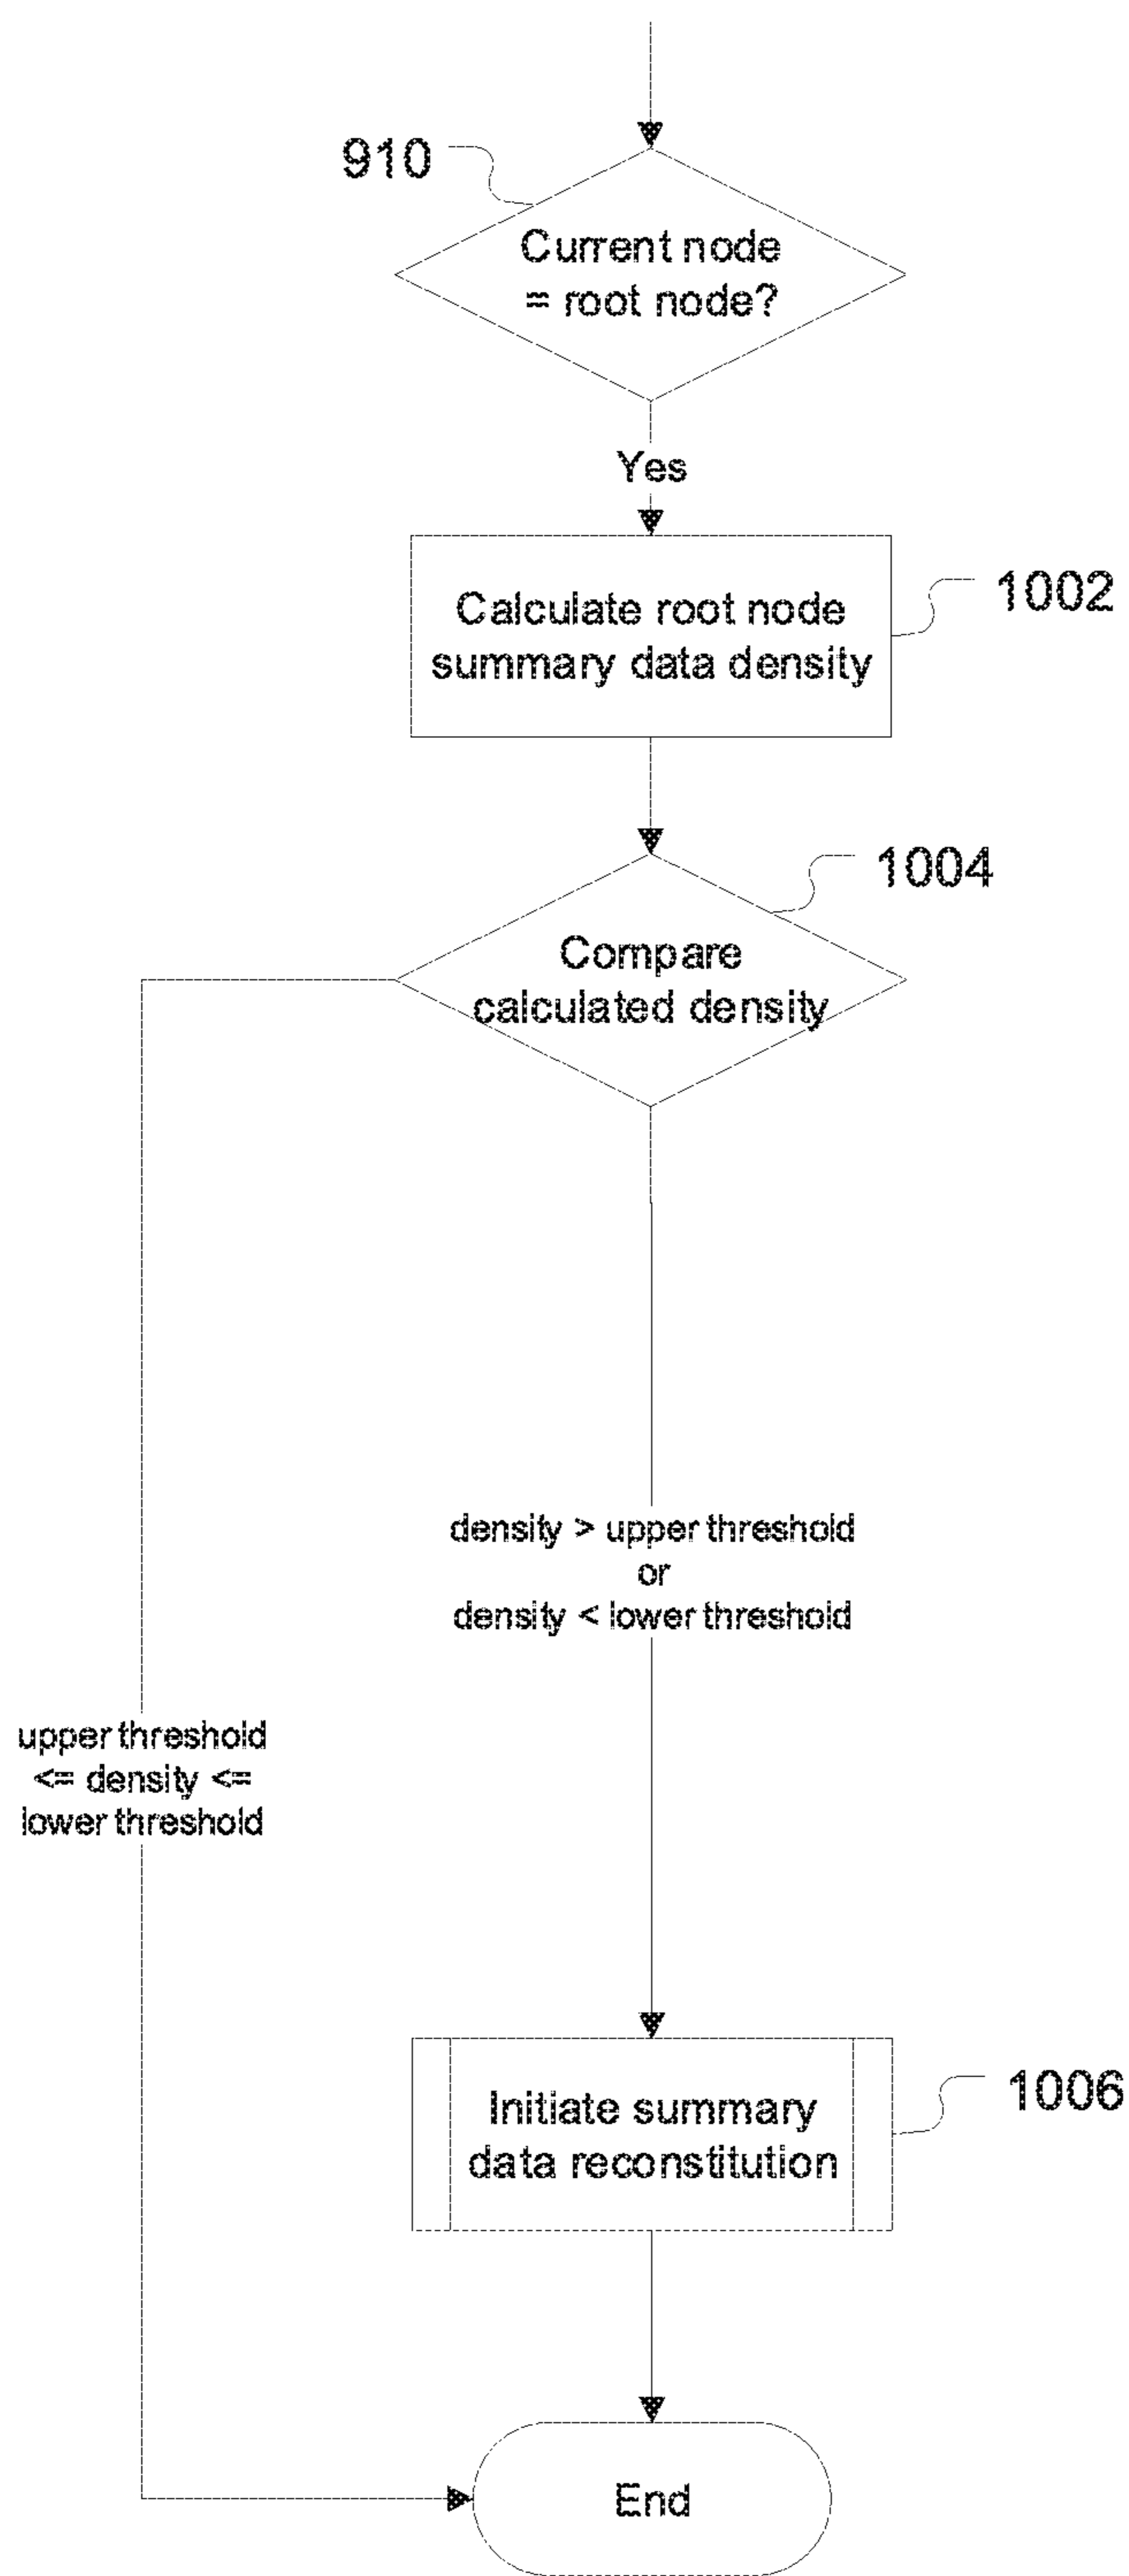 910
Current node
= root node?
Yes
Calculate root node
summary data density
1002
1004
Compare
calculated density
density > upper threshold
or
density < lower threshold
upper threshold
<= density <=
lower threshold
Initiate summary
data reconstitution
1006
End